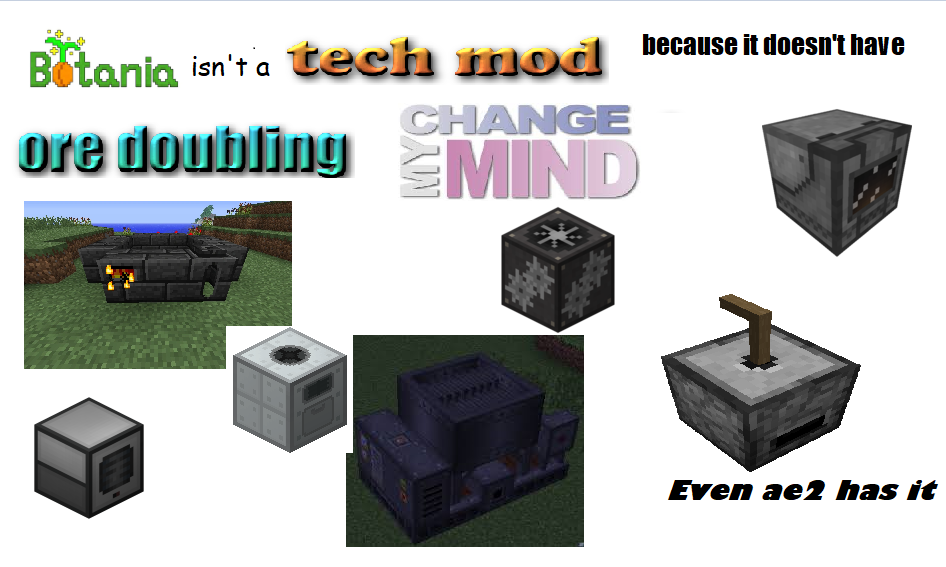 Botania isn't a tech mod because it doesn't have
ore doubling
CHANGE
MY MIND
Even ae2 has it